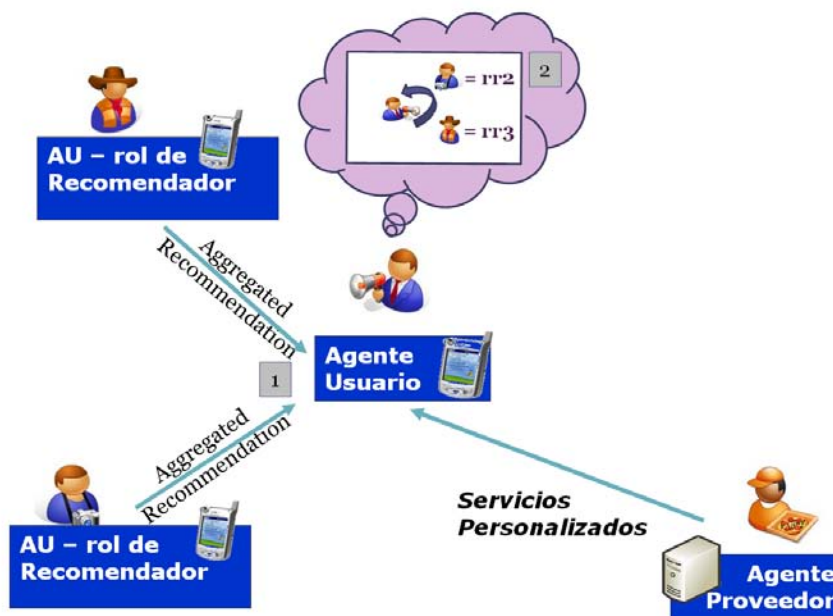 = rr2
2
= rr3
AU – rol de
Recomendador
Aggregated
Recommendation
Agente
Usuario
1
Aggregated
Recommendation
Servicios
Personalizados
AU – rol de
Recomendador
Agente
Proveedor